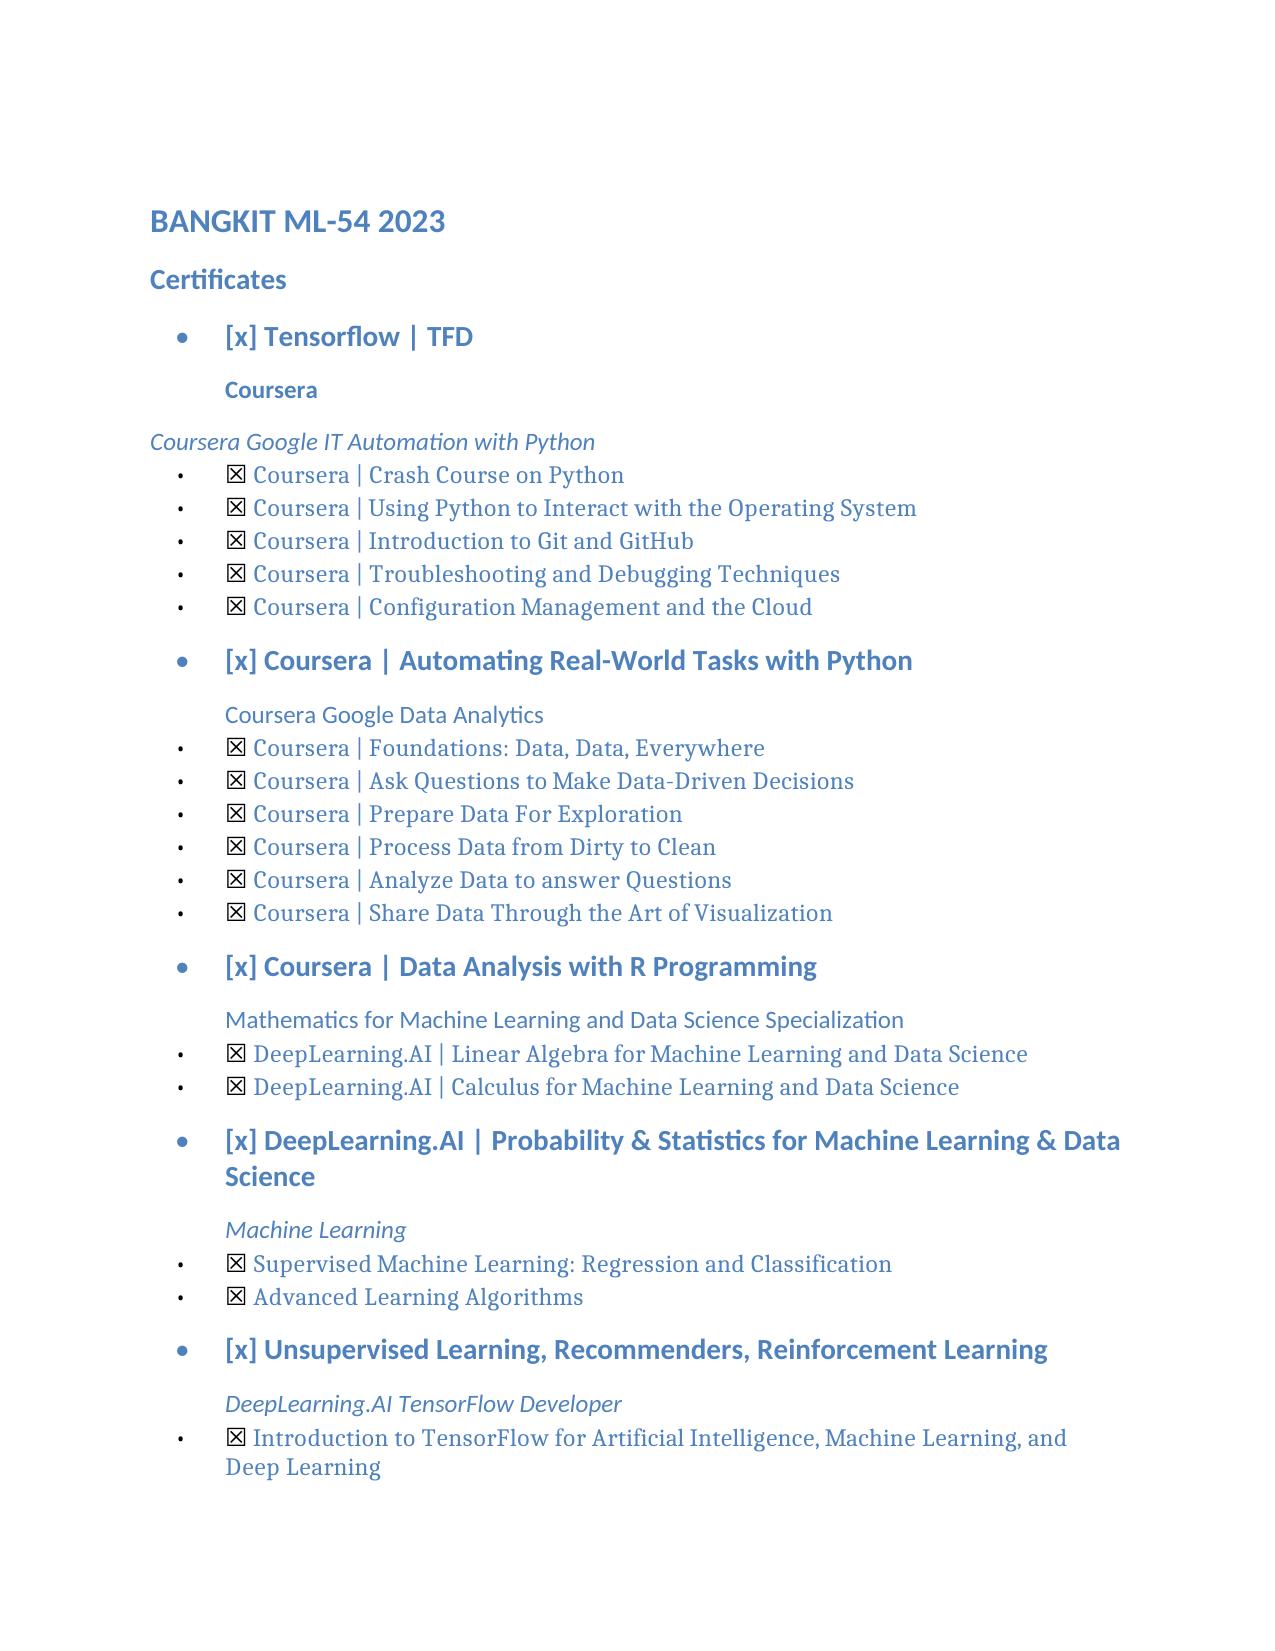 BANGKIT ML-54 2023
Certificates
• [x] Tensorflow | TFD
Coursera
Coursera Google IT Automation with Python
• ☒ Coursera | Crash Course on Python
• ☒ Coursera | Using Python to Interact with the Operating System
• ☒ Coursera | Introduction to Git and GitHub
• ☒ Coursera | Troubleshooting and Debugging Techniques
• ☒ Coursera | Configuration Management and the Cloud
• [x] Coursera | Automating Real-World Tasks with Python
Coursera Google Data Analytics
• ☒ Coursera | Foundations: Data, Data, Everywhere
• ☒ Coursera | Ask Questions to Make Data-Driven Decisions
• ☒ Coursera | Prepare Data For Exploration
• ☒ Coursera | Process Data from Dirty to Clean
• ☒ Coursera | Analyze Data to answer Questions
• ☒ Coursera | Share Data Through the Art of Visualization
• [x] Coursera | Data Analysis with R Programming
Mathematics for Machine Learning and Data Science Specialization
• ☒ DeepLearning.AI | Linear Algebra for Machine Learning and Data Science
• ☒ DeepLearning.AI | Calculus for Machine Learning and Data Science
• [x] DeepLearning.AI | Probability & Statistics for Machine Learning & Data
Science
Machine Learning
• ☒ Supervised Machine Learning: Regression and Classification
• ☒ Advanced Learning Algorithms
• [x] Unsupervised Learning, Recommenders, Reinforcement Learning
DeepLearning.AI TensorFlow Developer
• ☒ Introduction to TensorFlow for Artificial Intelligence, Machine Learning, and
Deep Learning